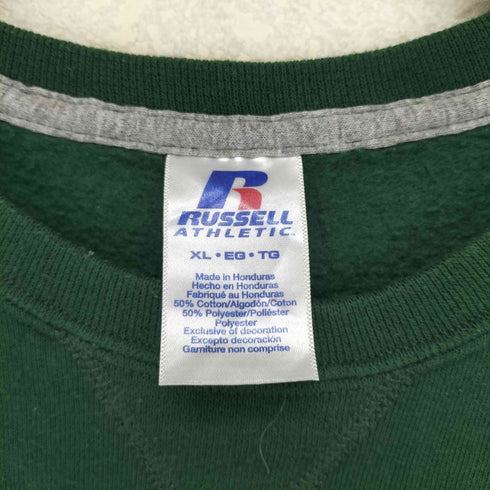 R
RUSSELL
ATHLETIC
XL • EG • TG
Made in Honduras
Hecho en Honduras
Fabriqué au Honduras
50% Cotton/Algodón/Coton
50% Polyester/Poliéster
Polyester
Exclusive of decoration
Excepto decoración
Garniture non comprise